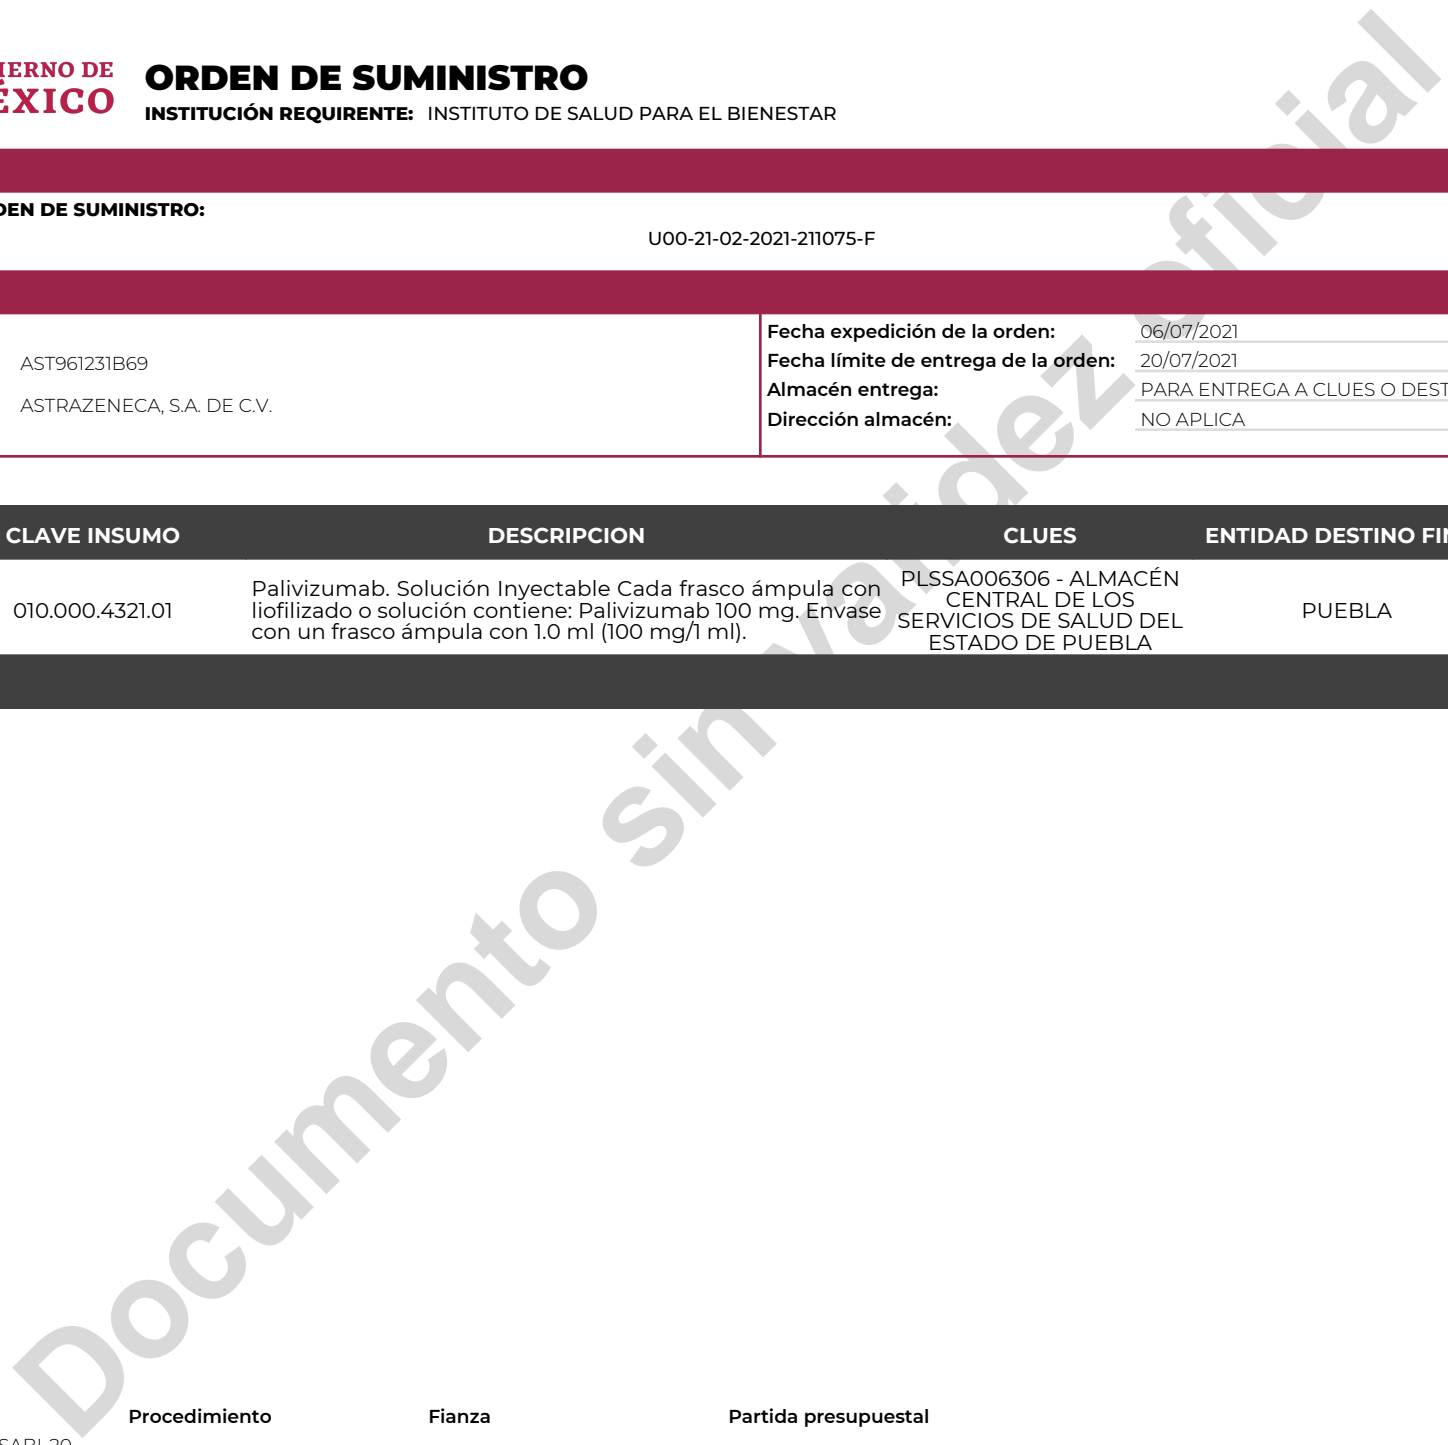 IERNO DE
ÉXICO
ORDEN DE SUMINISTRO
INSTITUCIÓN REQUIRENTE: INSTITUTO DE SALUD PARA EL BIENESTAR
DEN DE SUMINISTRO:
U00-21-02-2021-211075-F
AST961231B69
ASTRAZENECA, S.A. DE C.V.
Fecha expedición de la orden: 06/07/2021
Fecha límite de entrega de la orden: 20/07/2021
Almacén entrega: PARA ENTREGA A CLUES O DEST
Dirección almacén: NO APLICA
CLAVE INSUMO DESCRIPCION CLUES ENTIDAD DESTINO FIN
010.000.4321.01
Palivizumab. Solución Inyectable Cada frasco ámpula con
liofilizado o solución contiene: Palivizumab 100 mg. Envase
con un frasco ámpula con 1.0 ml (100 mg/1 ml).
PLSSA006306 - ALMACÉN
CENTRAL DE LOS
SERVICIOS DE SALUD DEL
ESTADO DE PUEBLA
PUEBLA
Documento sin validez oficial
Procedimiento Fianza Partida presupuestal